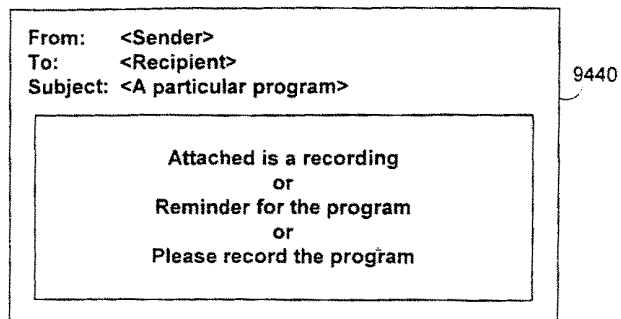 From: <Sender>
To: <Recipient>
Subject: <A particular program>
9440
Attached is a recording
or
Reminder for the program
or
Please record the program